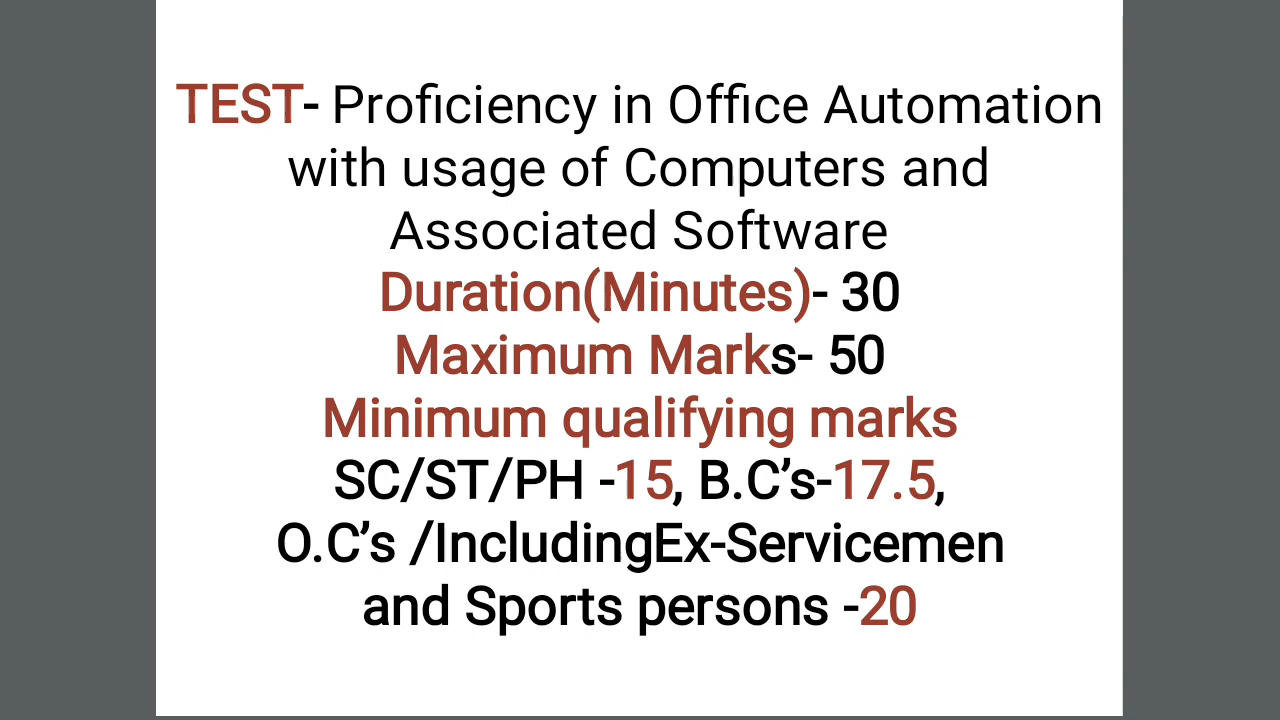 TEST- Proficiency in Office Automation
with usage of Computers and
Associated Software
Duration(Minutes)- 30
Maximum Marks- 50
Minimum qualifying marks
SC/ST/PH -15, B.C’s-17.5,
O.C’s /IncludingEx-Servicemen
and Sports persons -20